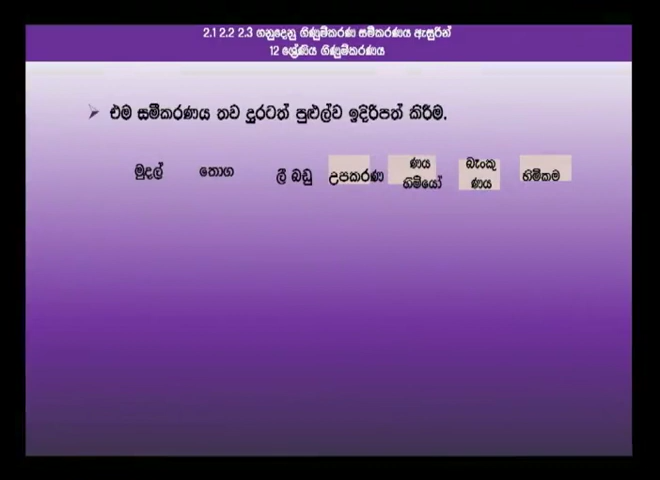 2.1 2.2 2.3 ගනුදෙනු ගිණුම්කරණ සමීකරණය ඇසුරින්
12 ශ්‍රේණිය ගිණුම්කරණය
එම සමීකරණය තව දුරටත් පුළුල්ව ඉදිරිපත් කිරීම.
මුදල් තොග ලී බඩු උපකරණ ණය හිමියෝ බැංකු ණය හිමිකම